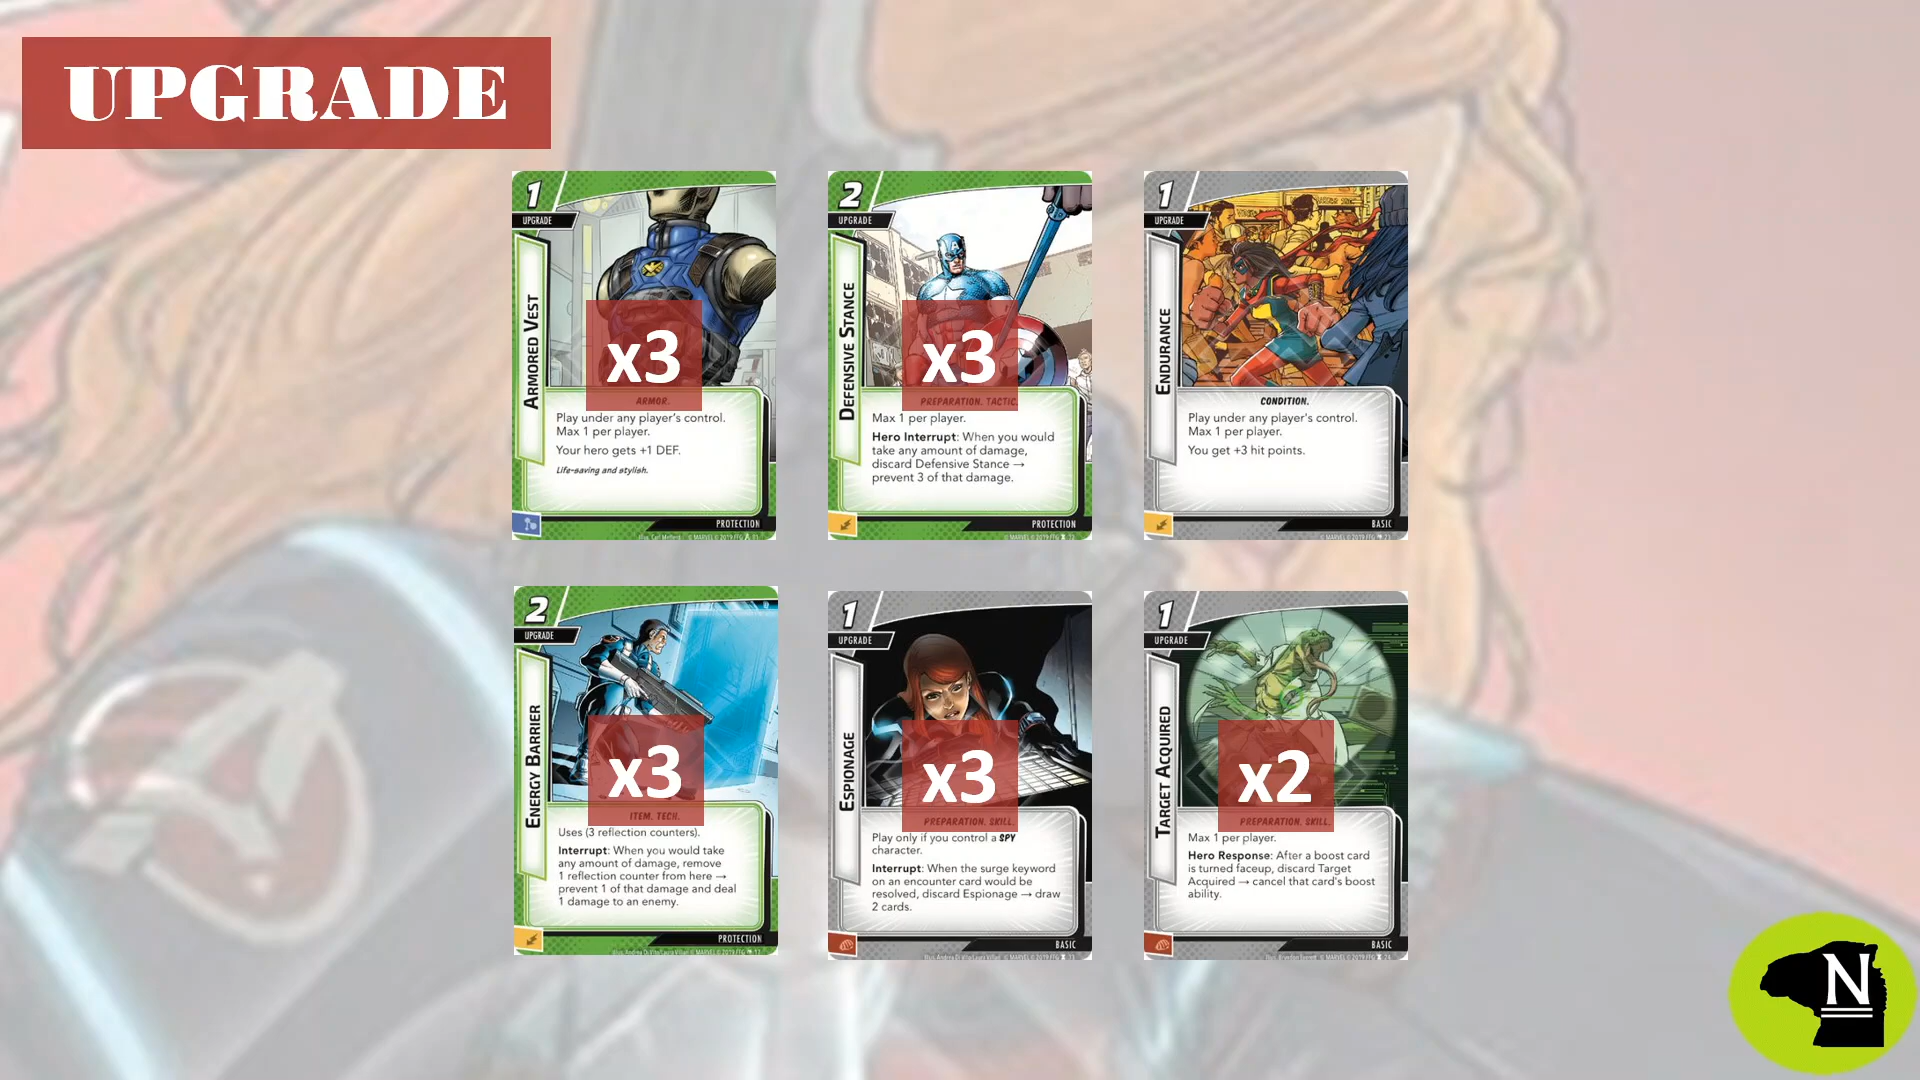 UPGRADE
1
UPGRADE
ARMORED VEST
x3
ARMOR.
Play under any player's control.
Max 1 per player.
Your hero gets +1 DEF.
Life-saving and stylish.
PROTECTION
2
UPGRADE
DEFENSIVE STANCE
x3
PREPARATION. TACTIC.
Max 1 per player.
Hero Interrupt: When you would
take any amount of damage,
discard Defensive Stance →
prevent 3 of that damage.
PROTECTION
1
UPGRADE
ENDURANCE
CONDITION.
Play under any player's control.
Max 1 per player.
You get +3 hit points.
BASIC
2
UPGRADE
ENERGY BARRIER
x3
ITEM. TECH.
Uses (3 reflection counters).
Interrupt: When you would take
any amount of damage, remove
1 reflection counter from here →
prevent 1 of that damage and deal
1 damage to an enemy.
PROTECTION
1
UPGRADE
ESPIONAGE
x3
PREPARATION. SKILL.
Play only if you control a SPY
character.
Interrupt: When the surge keyword
on an encounter card would be
resolved, discard Espionage → draw
2 cards.
BASIC
1
UPGRADE
TARGET ACQUIRED
x2
PREPARATION. SKILL.
Max 1 per player.
Hero Response: After a boost card
is turned faceup, discard Target
Acquired → cancel that card's boost
ability.
BASIC
N